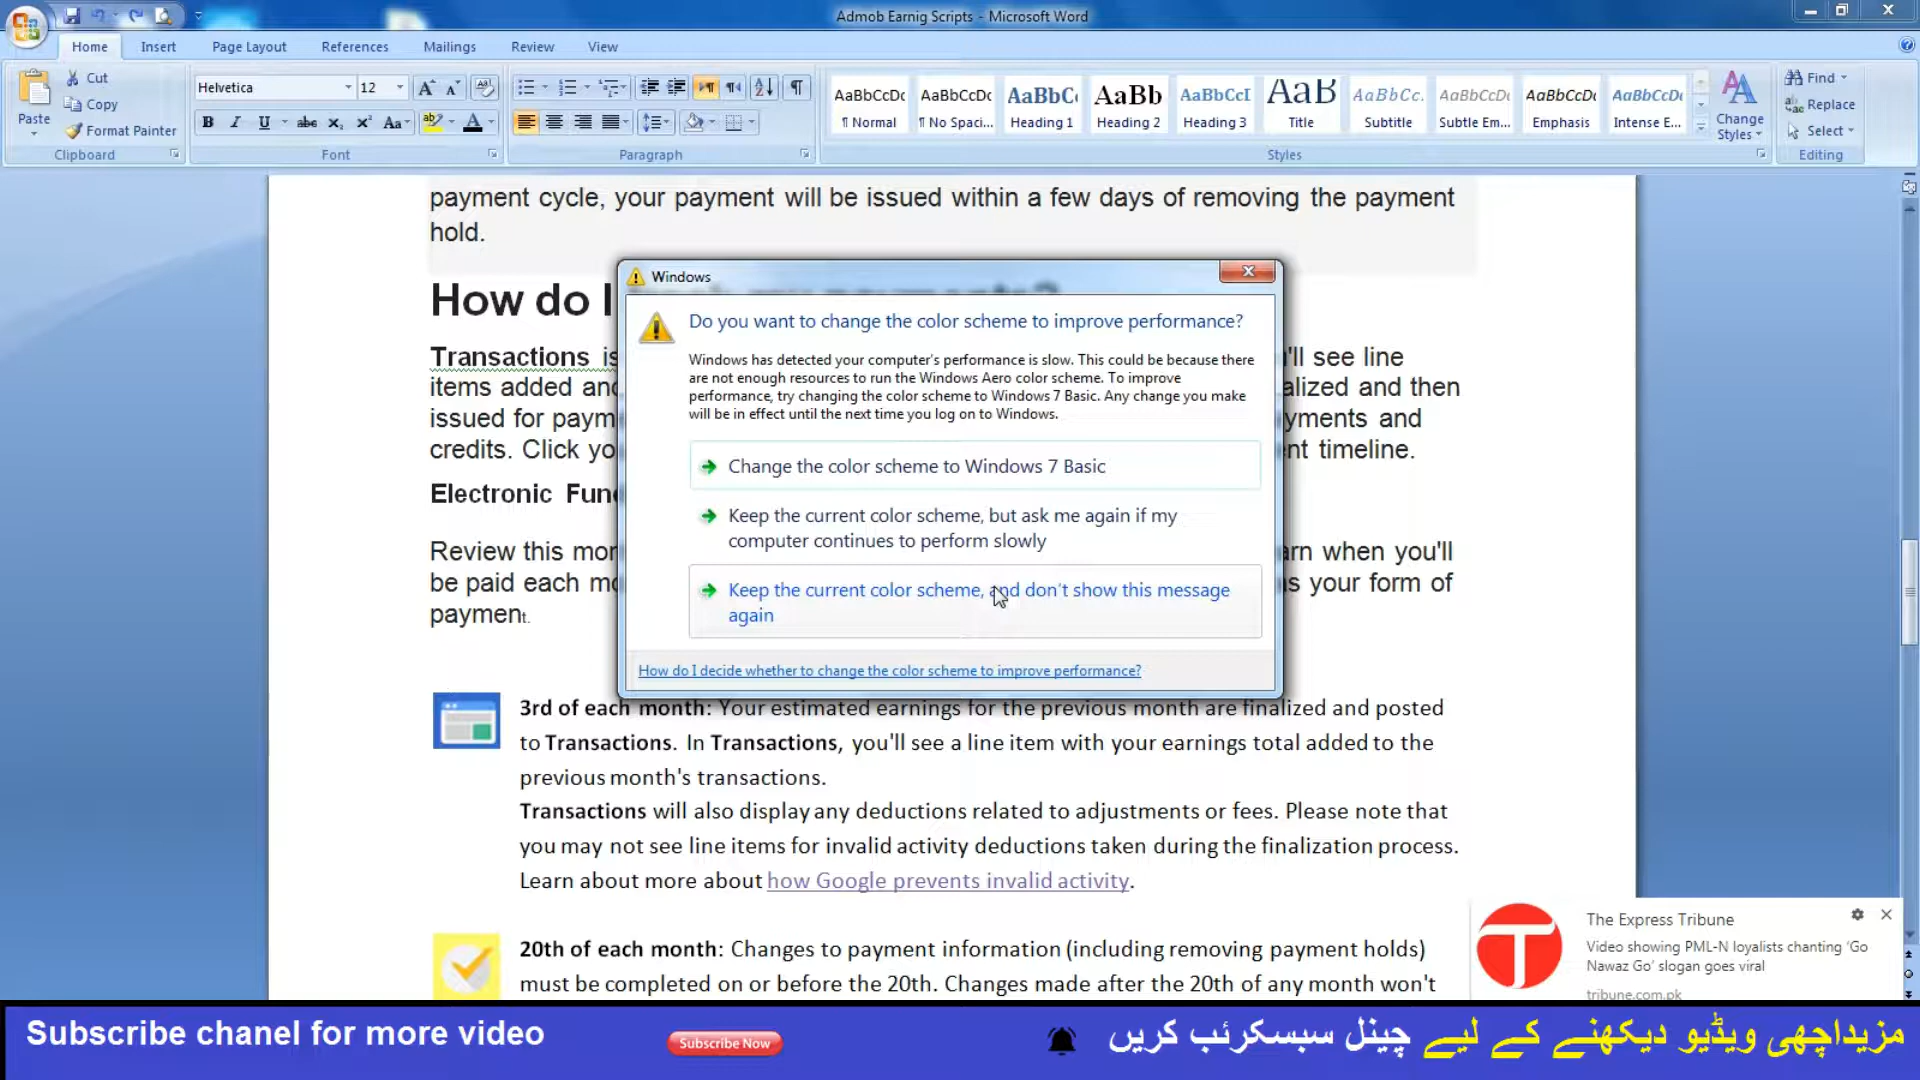 Admob Earnig Scripts - Microsoft Word
Home Insert Page Layout References Mailings Review View
Paste
Cut
Copy
Format Painter
Clipboard
Helvetica 12
Font
Paragraph
AaBbCcDc AaBbCcDc AaBbC AaBb AaBbCcI AaB AaBbCc. AaBbCcDc AaBbCcDc AaBbCcDc
¶ Normal ¶ No Spaci... Heading 1 Heading 2 Heading 3 Title Subtitle Subtle Em... Emphasis Intense E...
Change Styles
Styles
Find
Replace
Select
Editing
payment cycle, your payment will be issued within a few days of removing the payment
hold.
How do I
Transactions is
'll see line
items added and
alized and then
issued for paym
yments and
credits. Click yo
nt timeline.
Electronic Fun
Review this mon
arn when you'll
be paid each mo
s your form of
payment.
Windows
Do you want to change the color scheme to improve performance?
Windows has detected your computer's performance is slow. This could be because there
are not enough resources to run the Windows Aero color scheme. To improve
performance, try changing the color scheme to Windows 7 Basic. Any change you make
will be in effect until the next time you log on to Windows.
Change the color scheme to Windows 7 Basic
Keep the current color scheme, but ask me again if my
computer continues to perform slowly
Keep the current color scheme, and don't show this message
again
How do I decide whether to change the color scheme to improve performance?
3rd of each month: Your estimated earnings for the previous month are finalized and posted
to Transactions. In Transactions, you'll see a line item with your earnings total added to the
previous month's transactions.
Transactions will also display any deductions related to adjustments or fees. Please note that
you may not see line items for invalid activity deductions taken during the finalization process.
Learn about more about how Google prevents invalid activity.
20th of each month: Changes to payment information (including removing payment holds)
must be completed on or before the 20th. Changes made after the 20th of any month won't
The Express Tribune
Video showing PML-N loyalists chanting 'Go
Nawaz Go' slogan goes viral
tribune.com.pk
Subscribe chanel for more video
Subscribe Now
مزیداچھی ویڈیو دیکھنے کے لیے چینل سبسکرئب کریں